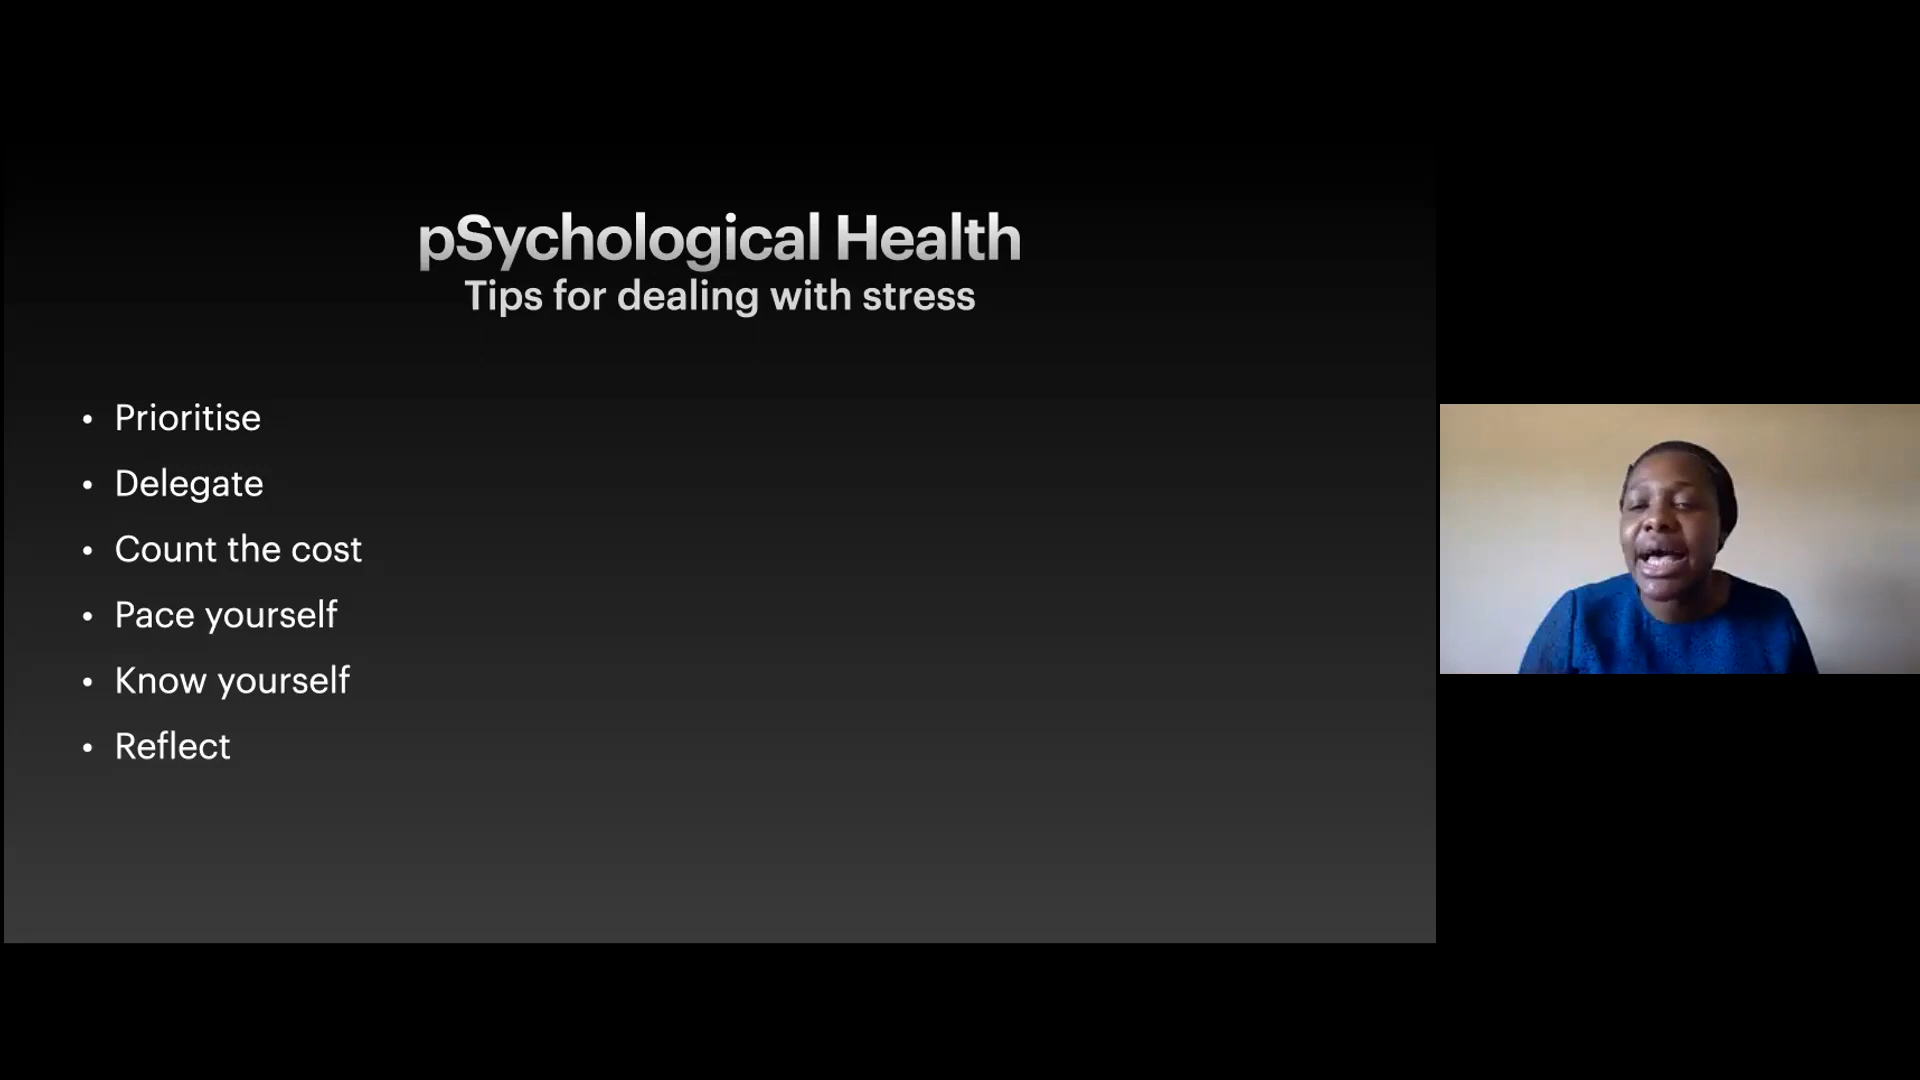 pSychological Health
Tips for dealing with stress
• Prioritise
• Delegate
• Count the cost
• Pace yourself
• Know yourself
• Reflect